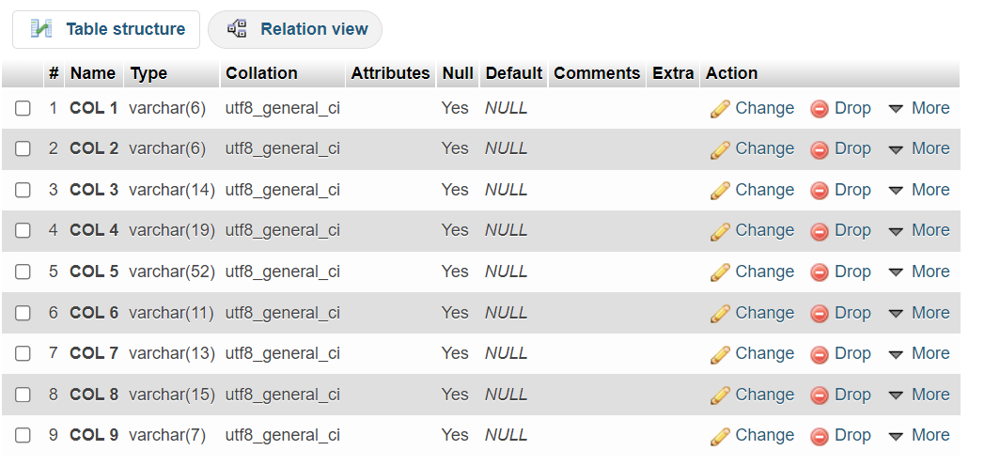 Table structure Relation view
# Name Type Collation Attributes Null Default Comments Extra Action
1 COL 1 varchar(6) utf8_general_ci Yes NULL Change Drop More
2 COL 2 varchar(6) utf8_general_ci Yes NULL Change Drop More
3 COL 3 varchar(14) utf8_general_ci Yes NULL Change Drop More
4 COL 4 varchar(19) utf8_general_ci Yes NULL Change Drop More
5 COL 5 varchar(52) utf8_general_ci Yes NULL Change Drop More
6 COL 6 varchar(11) utf8_general_ci Yes NULL Change Drop More
7 COL 7 varchar(13) utf8_general_ci Yes NULL Change Drop More
8 COL 8 varchar(15) utf8_general_ci Yes NULL Change Drop More
9 COL 9 varchar(7) utf8_general_ci Yes NULL Change Drop More